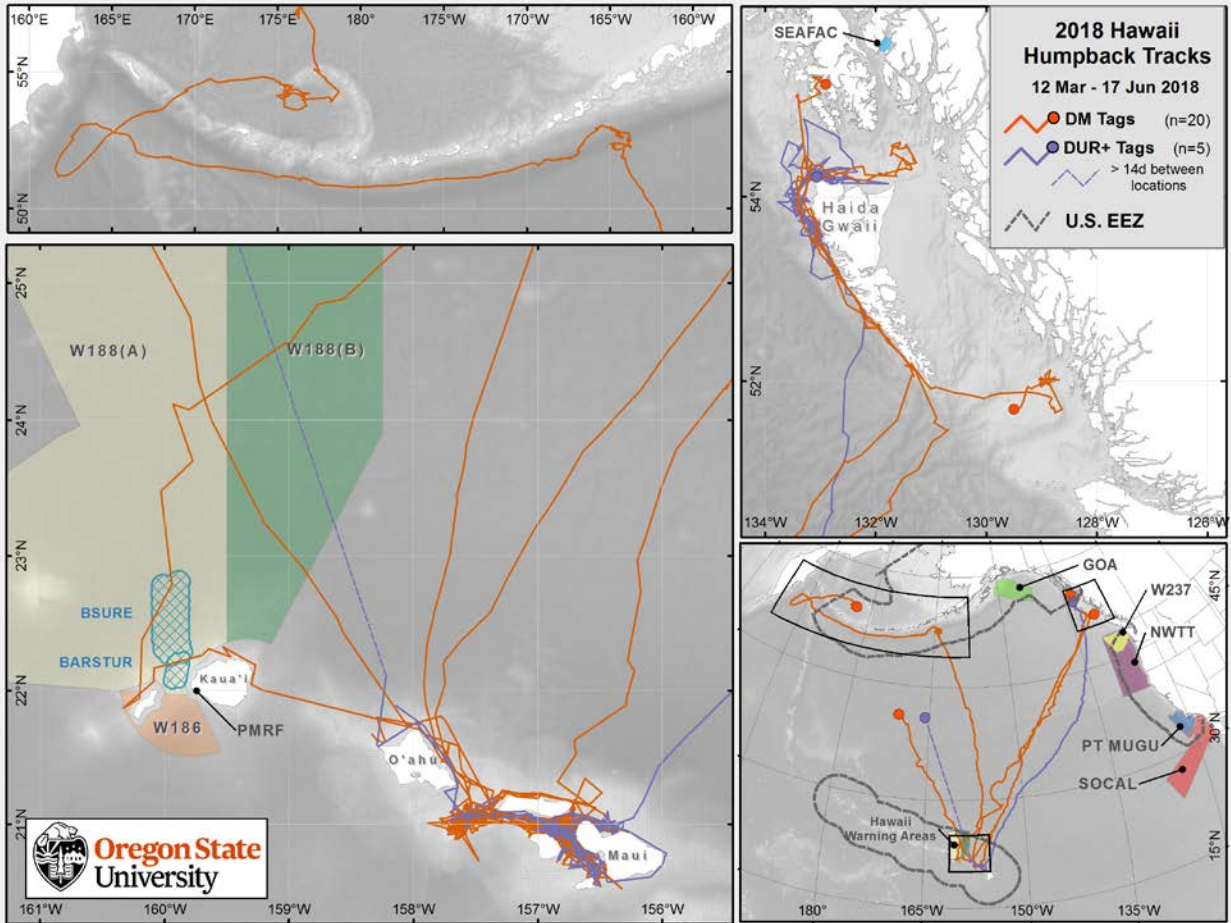 160°E
165°E
170°E
175°E
180°
175°W
170°W
165°W
160°W
55°N
50°N
25°N
24°N
23°N
22°N
21°N
W188(A)
W188(B)
BSURE
BARSTUR
Kaua'i
W186
PMRF
O'ahu
Maui
Oregon State
University
161°W
160°W
159°W
158°W
157°W
156°W
SEAFAC
54°N
52°N
Haida
Gwaii
134°W
132°W
130°W
128°W
126°W
2018 Hawaii
Humpback Tracks
12 Mar - 17 Jun 2018
DM Tags (n=20)
DUR+ Tags (n=5)
> 14d between
locations
U.S. EEZ
GOA
W237
NWTT
PT MUGU
SOCAL
Hawaii
Warning Areas
45°N
30°N
15°N
180°
165°W
165°W
150°W
150°W
135°W
135°W